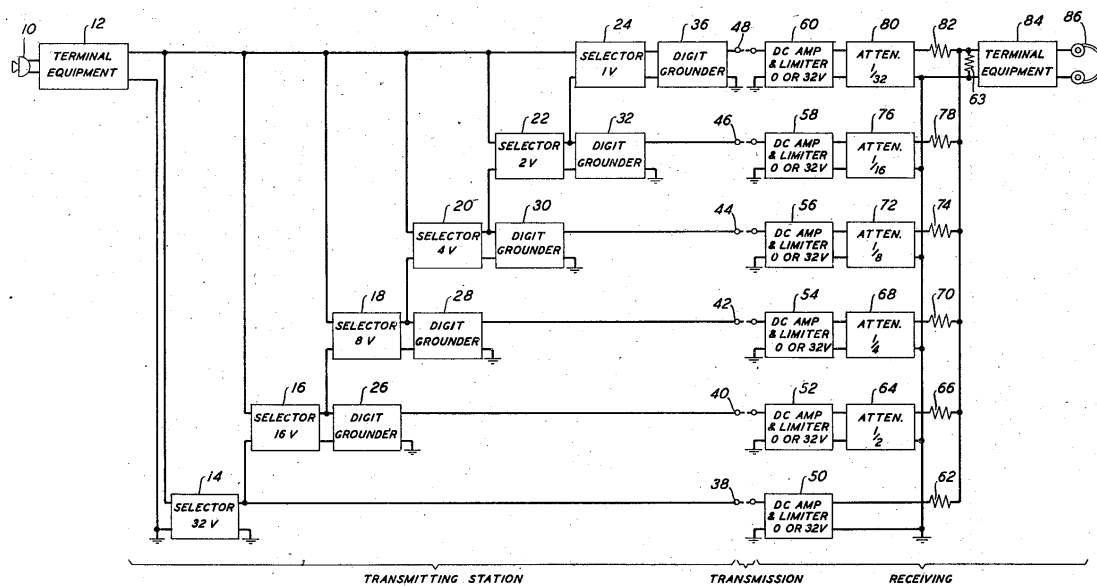 10
12
TERMINAL
EQUIPMENT
24
SELECTOR
1 V
36
DIGIT
GROUNDER
48
60
DC AMP
& LIMITER
0 OR 32V
80
ATTEN.
1/32
82
63
84
TERMINAL
EQUIPMENT
86
22
SELECTOR
2 V
32
DIGIT
GROUNDER
46
58
DC AMP
& LIMITER
0 OR 32V
76
ATTEN.
1/16
78
20
SELECTOR
4 V
30
DIGIT
GROUNDER
44
56
DC AMP
& LIMITER
0 OR 32V
72
ATTEN.
1/8
74
18
SELECTOR
8 V
28
DIGIT
GROUNDER
42
54
DC AMP
& LIMITER
0 OR 32V
68
ATTEN.
1/4
70
16
SELECTOR
16 V
26
DIGIT
GROUNDER
40
52
DC AMP
& LIMITER
0 OR 32V
64
ATTEN.
1/2
66
14
SELECTOR
32 V
38
50
DC AMP
& LIMITER
0 OR 32V
62
TRANSMITTING STATION
TRANSMISSION
RECEIVING